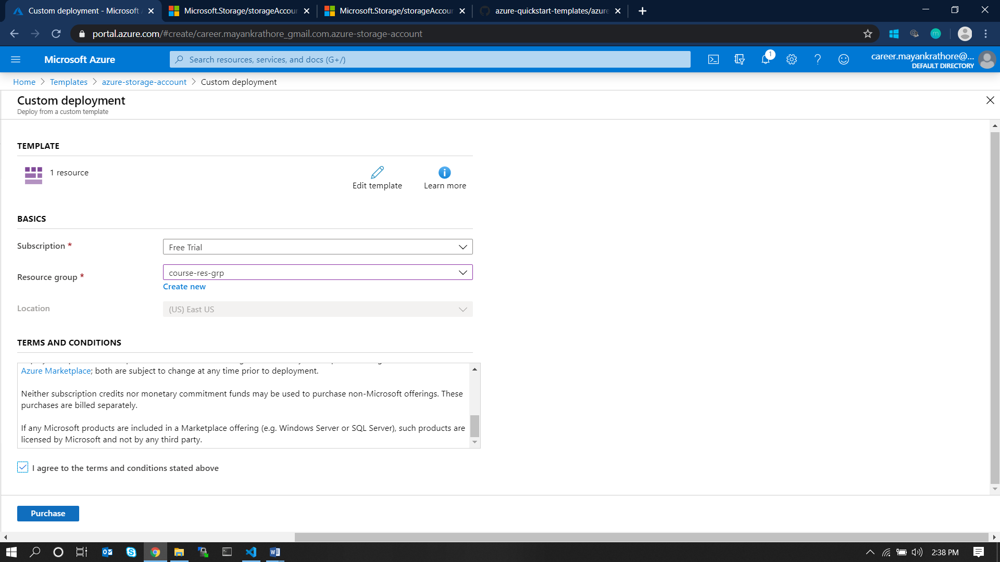 Custom deployment - Microsoft
Microsoft.Storage/storageAccou
Microsoft.Storage/storageAccou
azure-quickstart-templates/azure
portal.azure.com/#create/career.mayankrathore_gmail.com.azure-storage-account
m
Microsoft Azure
Search resources, services, and docs (G+/)
1
career.mayankrathore@...
DEFAULT DIRECTORY
Home > Templates > azure-storage-account > Custom deployment
Custom deployment
Deploy from a custom template
TEMPLATE
1 resource
Edit template
Learn more
BASICS
Subscription *
Free Trial
Resource group *
course-res-grp
Create new
Location
(US) East US
TERMS AND CONDITIONS
Azure Marketplace; both are subject to change at any time prior to deployment.
Neither subscription credits nor monetary commitment funds may be used to purchase non-Microsoft offerings. These
purchases are billed separately.
If any Microsoft products are included in a Marketplace offering (e.g. Windows Server or SQL Server), such products are
licensed by Microsoft and not by any third party.
I agree to the terms and conditions stated above
Purchase
2:38 PM